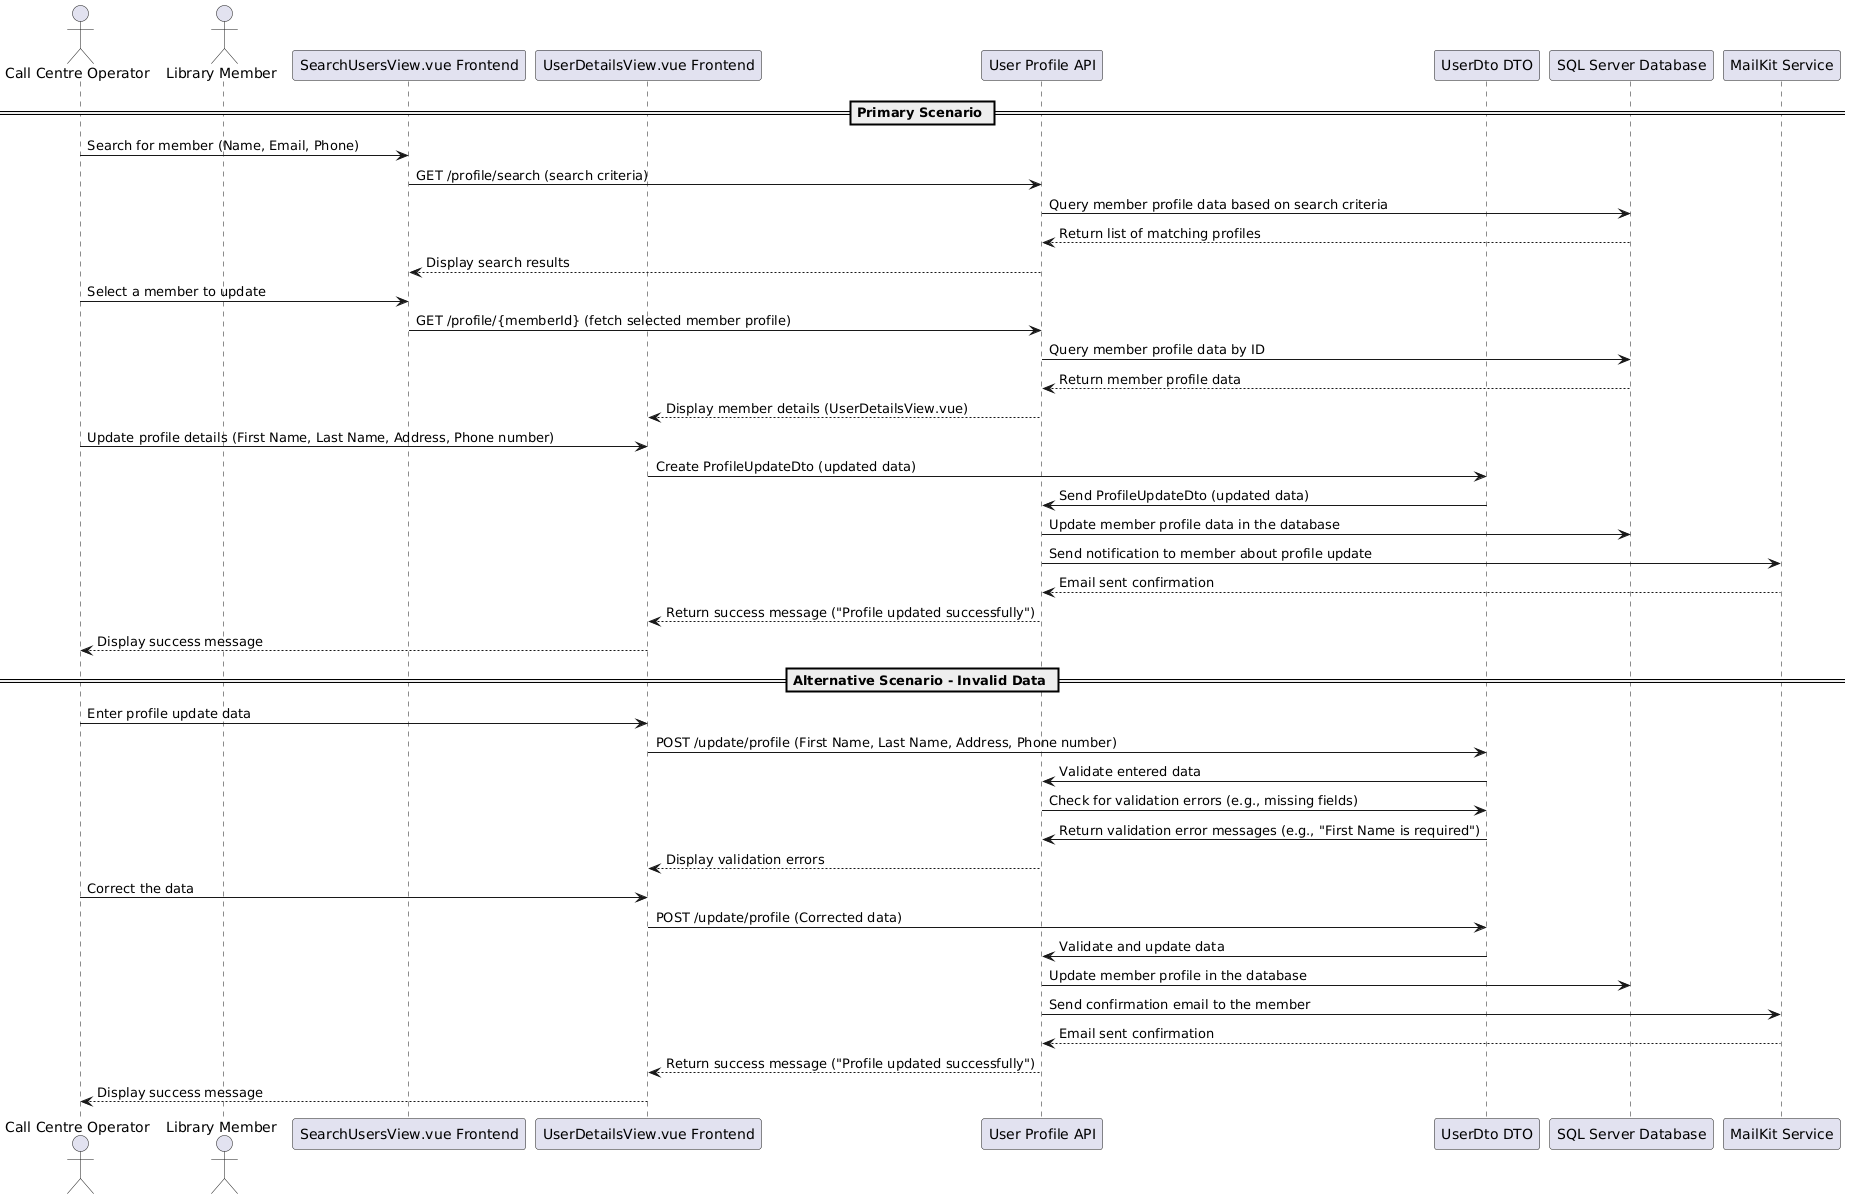 Call Centre Operator
Library Member
SearchUsersView.vue Frontend
UserDetailsView.vue Frontend
User Profile API
UserDto DTO
SQL Server Database
MailKit Service
Primary Scenario
Search for member (Name, Email, Phone)
GET /profile/search (search criteria)
Query member profile data based on search criteria
Return list of matching profiles
Display search results
Select a member to update
GET /profile/{memberId} (fetch selected member profile)
Query member profile data by ID
Return member profile data
Display member details (UserDetailsView.vue)
Update profile details (First Name, Last Name, Address, Phone number)
Create ProfileUpdateDto (updated data)
Send ProfileUpdateDto (updated data)
Update member profile data in the database
Send notification to member about profile update
Email sent confirmation
Return success message ("Profile updated successfully")
Display success message
Alternative Scenario - Invalid Data
Enter profile update data
POST /update/profile (First Name, Last Name, Address, Phone number)
Validate entered data
Check for validation errors (e.g., missing fields)
Return validation error messages (e.g., "First Name is required")
Display validation errors
Correct the data
POST /update/profile (Corrected data)
Validate and update data
Update member profile in the database
Send confirmation email to the member
Email sent confirmation
Return success message ("Profile updated successfully")
Display success message
Call Centre Operator
Library Member
SearchUsersView.vue Frontend
UserDetailsView.vue Frontend
User Profile API
UserDto DTO
SQL Server Database
MailKit Service